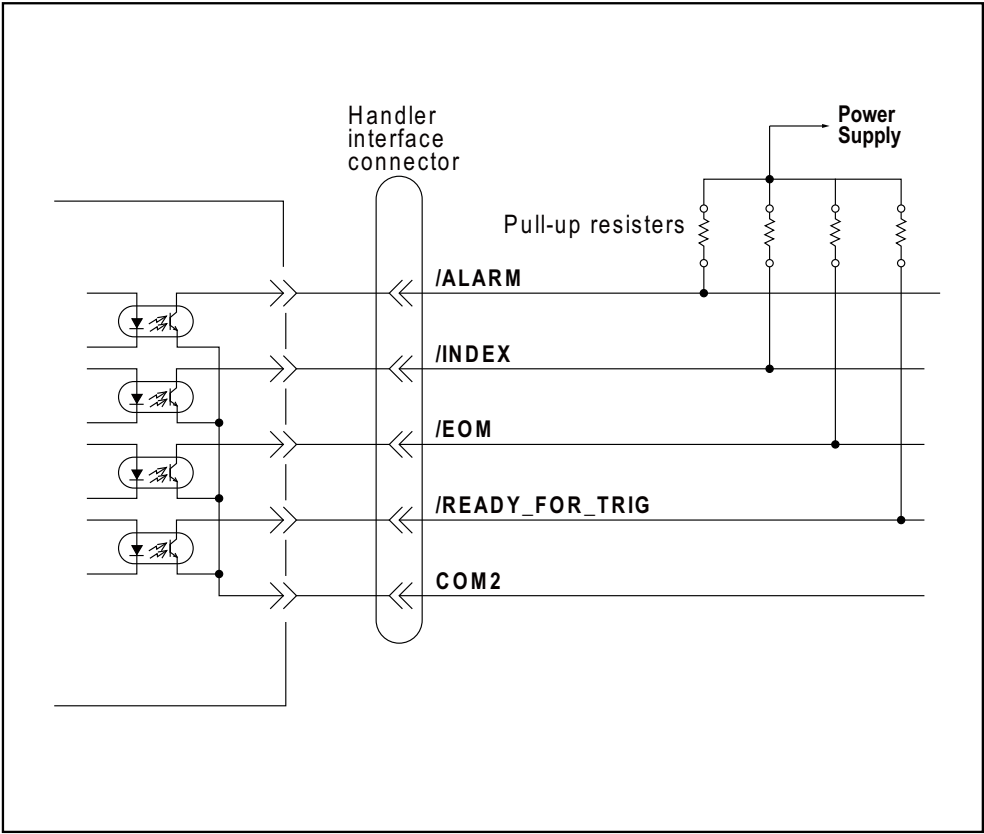 Handler
interface
connector
Power
Supply
Pull-up resisters
/ALARM
/INDEX
/EOM
/READY_FOR_TRIG
COM2